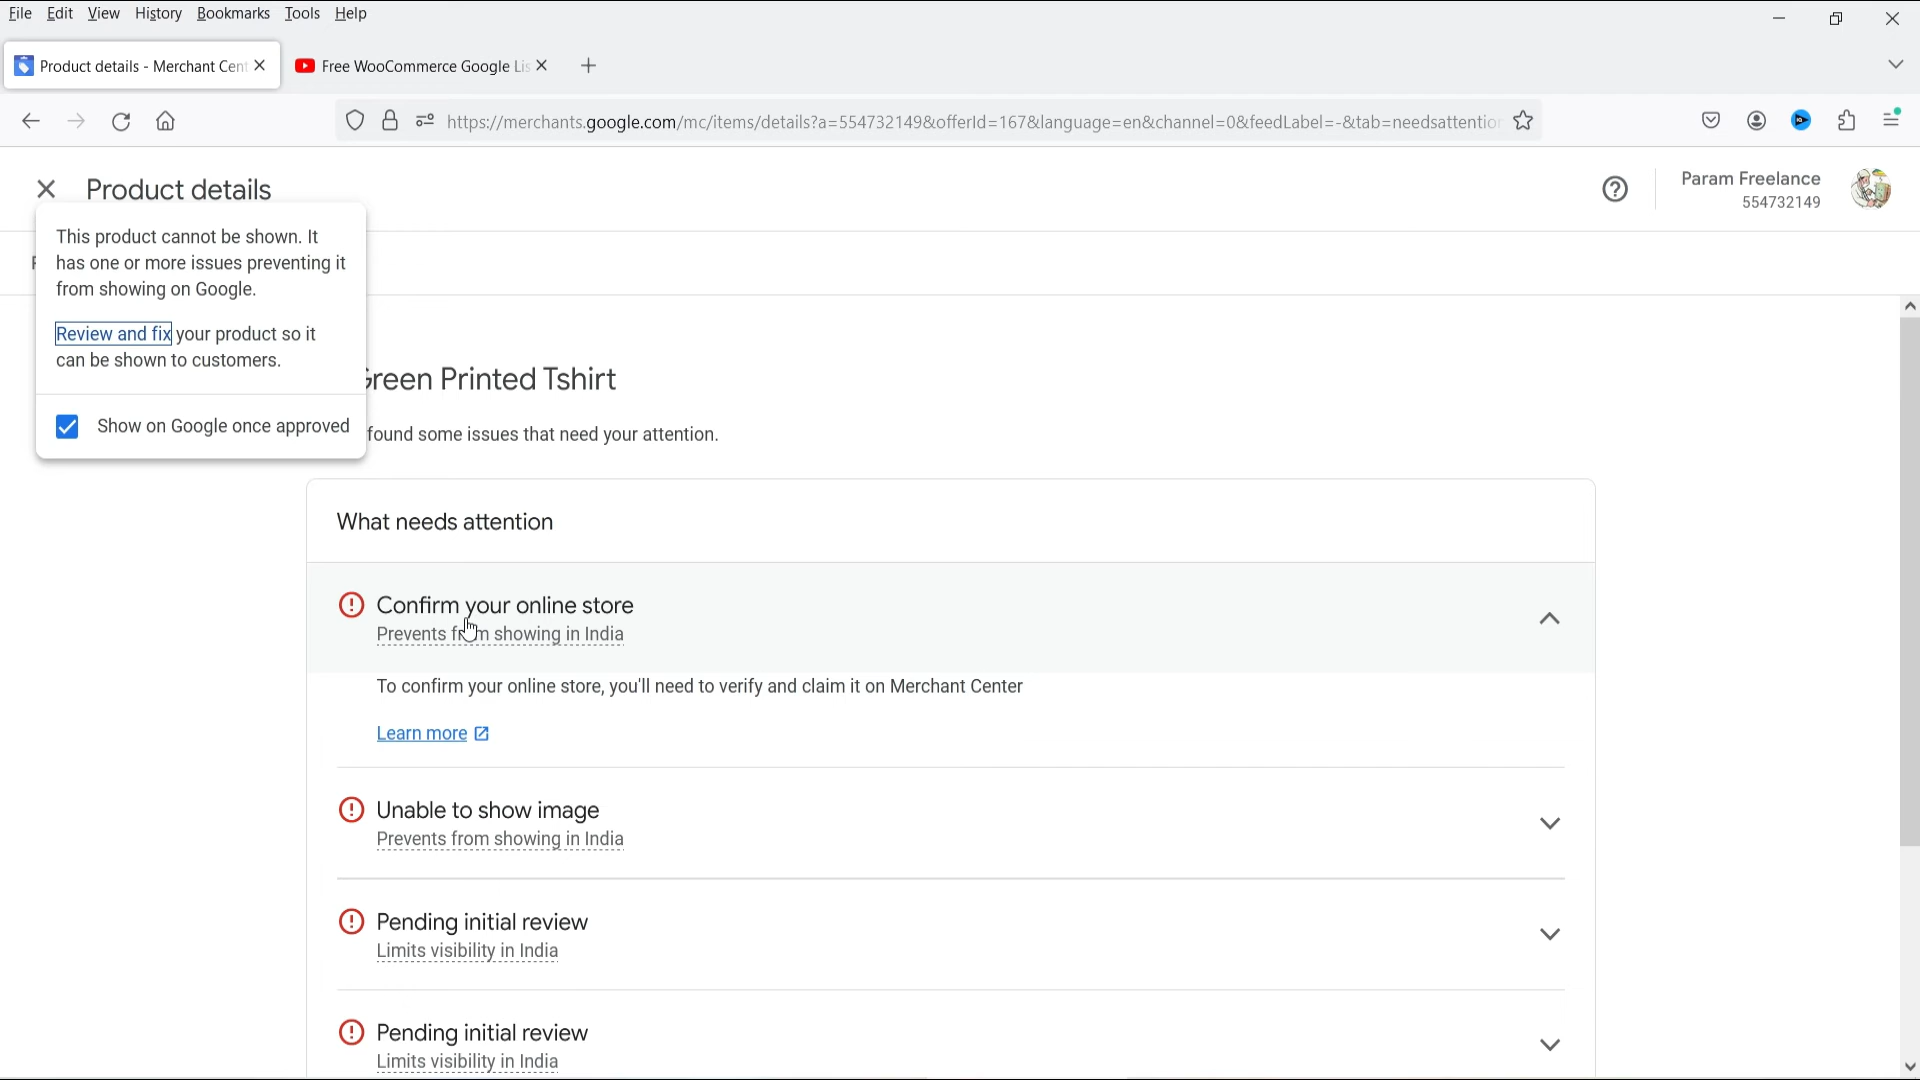 File Edit View History Bookmarks Tools Help
Product details - Merchant Cent
Free WooCommerce Google Lis
https://merchants.google.com/mc/items/details?a=554732149&offerId=167&language=en&channel=0&feedLabel=-&tab=needsattention
Product details
Param Freelance
554732149
This product cannot be shown. It
has one or more issues preventing it
from showing on Google.
Review and fix your product so it
can be shown to customers.
Show on Google once approved
Green Printed Tshirt
found some issues that need your attention.
What needs attention
Confirm your online store
Prevents from showing in India
To confirm your online store, you'll need to verify and claim it on Merchant Center
Learn more
Unable to show image
Prevents from showing in India
Pending initial review
Limits visibility in India
Pending initial review
Limits visibility in India